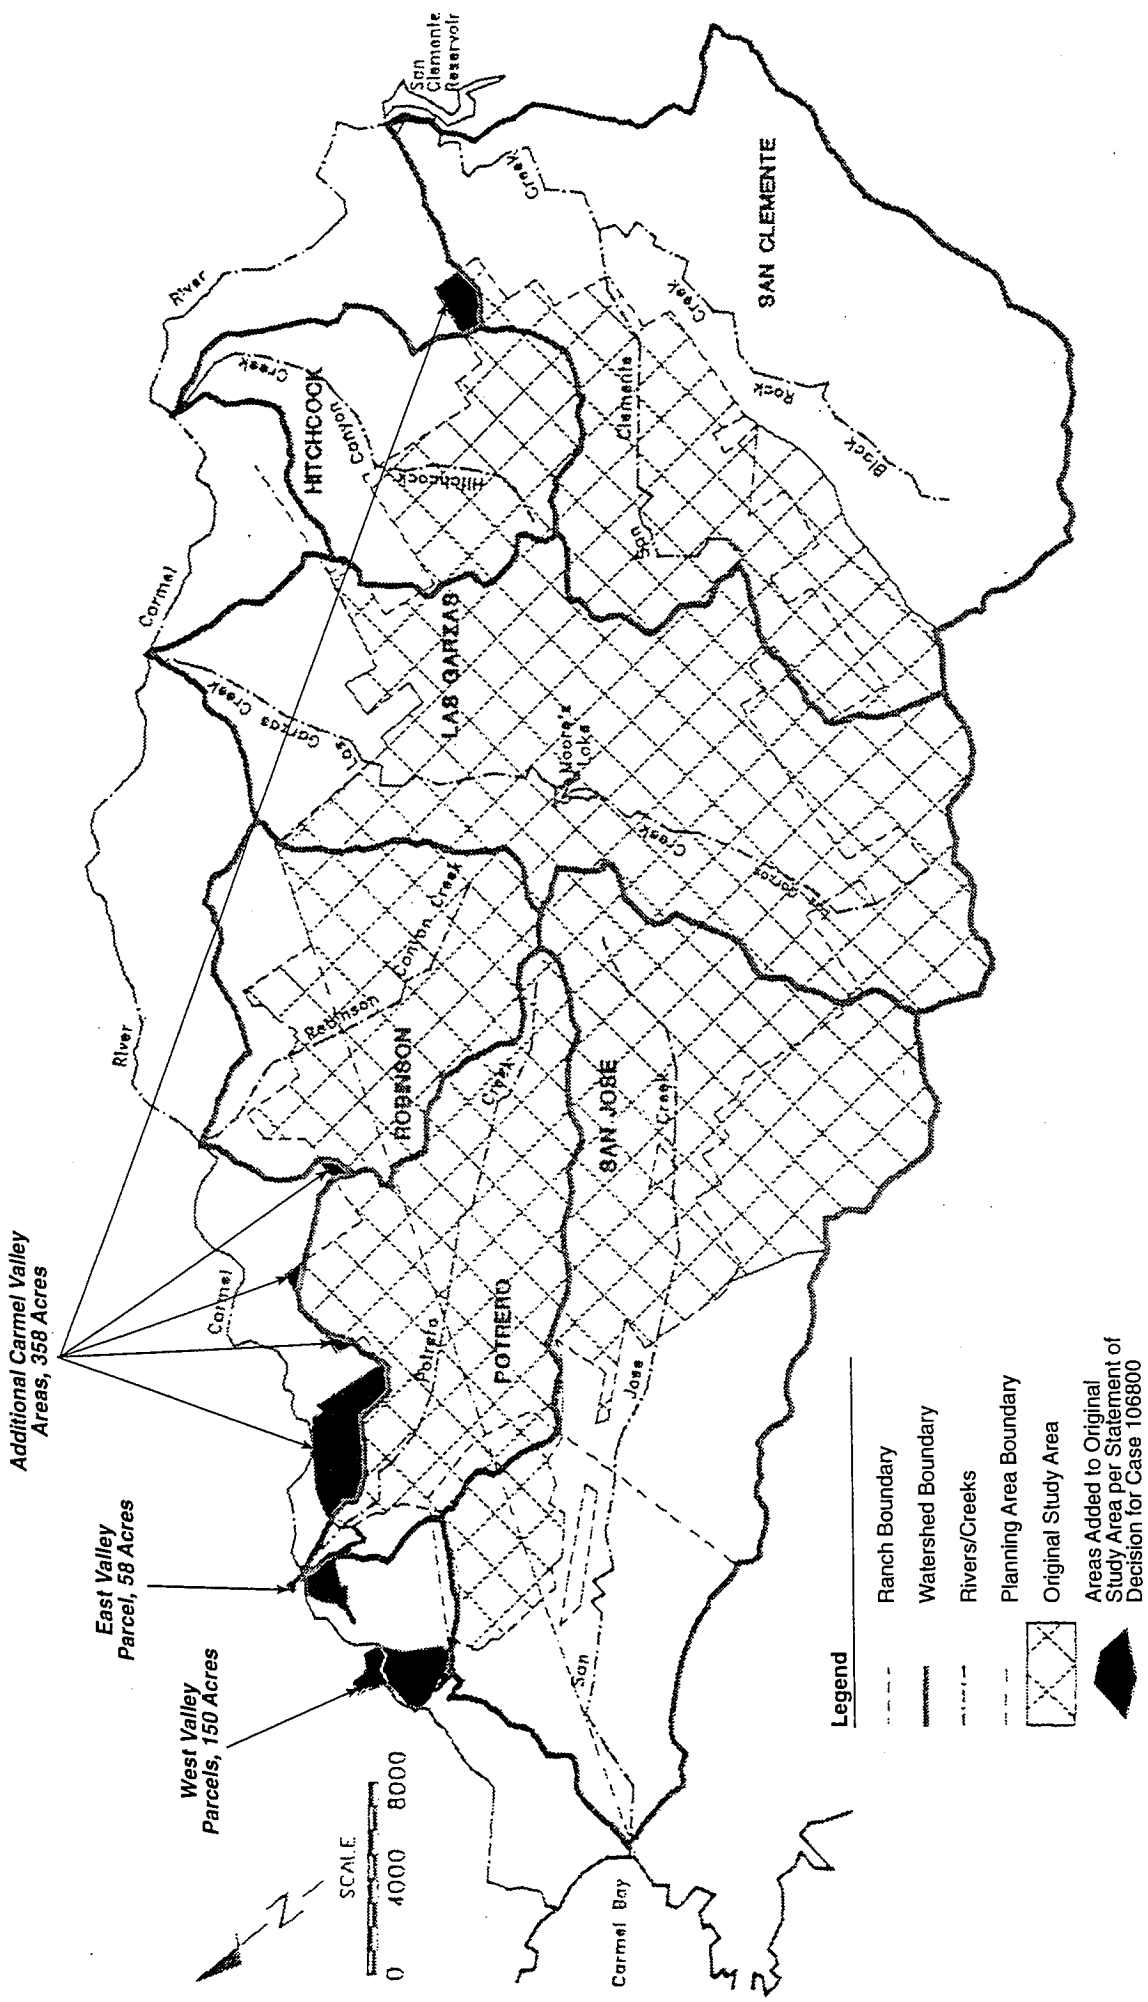 Additional Carmel Valley
Areas, 358 Acres
East Valley
Parcel, 58 Acres
West Valley
Parcels, 150 Acres
N
SCALE
0 4000 8000
Carmel Bay
Carmel
River
Carmel
River
San
Clemente
Reservoir
POTRERO
Potrero
Creek
ROBINSON
Robinson
Canyon Creek
SAN JOSE
San
Jose
Creek
LAS GARZAS
Las
Garzas Creek
Moore's
Lake
Garzas
Creek
HITCHCOCK
Hitchcock
Canyon
Creek
SAN CLEMENTE
San
Clemente
Creek
Black
Rock
Creek
Legend
Ranch Boundary
Watershed Boundary
Rivers/Creeks
Planning Area Boundary
Original Study Area
Areas Added to Original
Study Area per Statement of
Decision for Case 106800